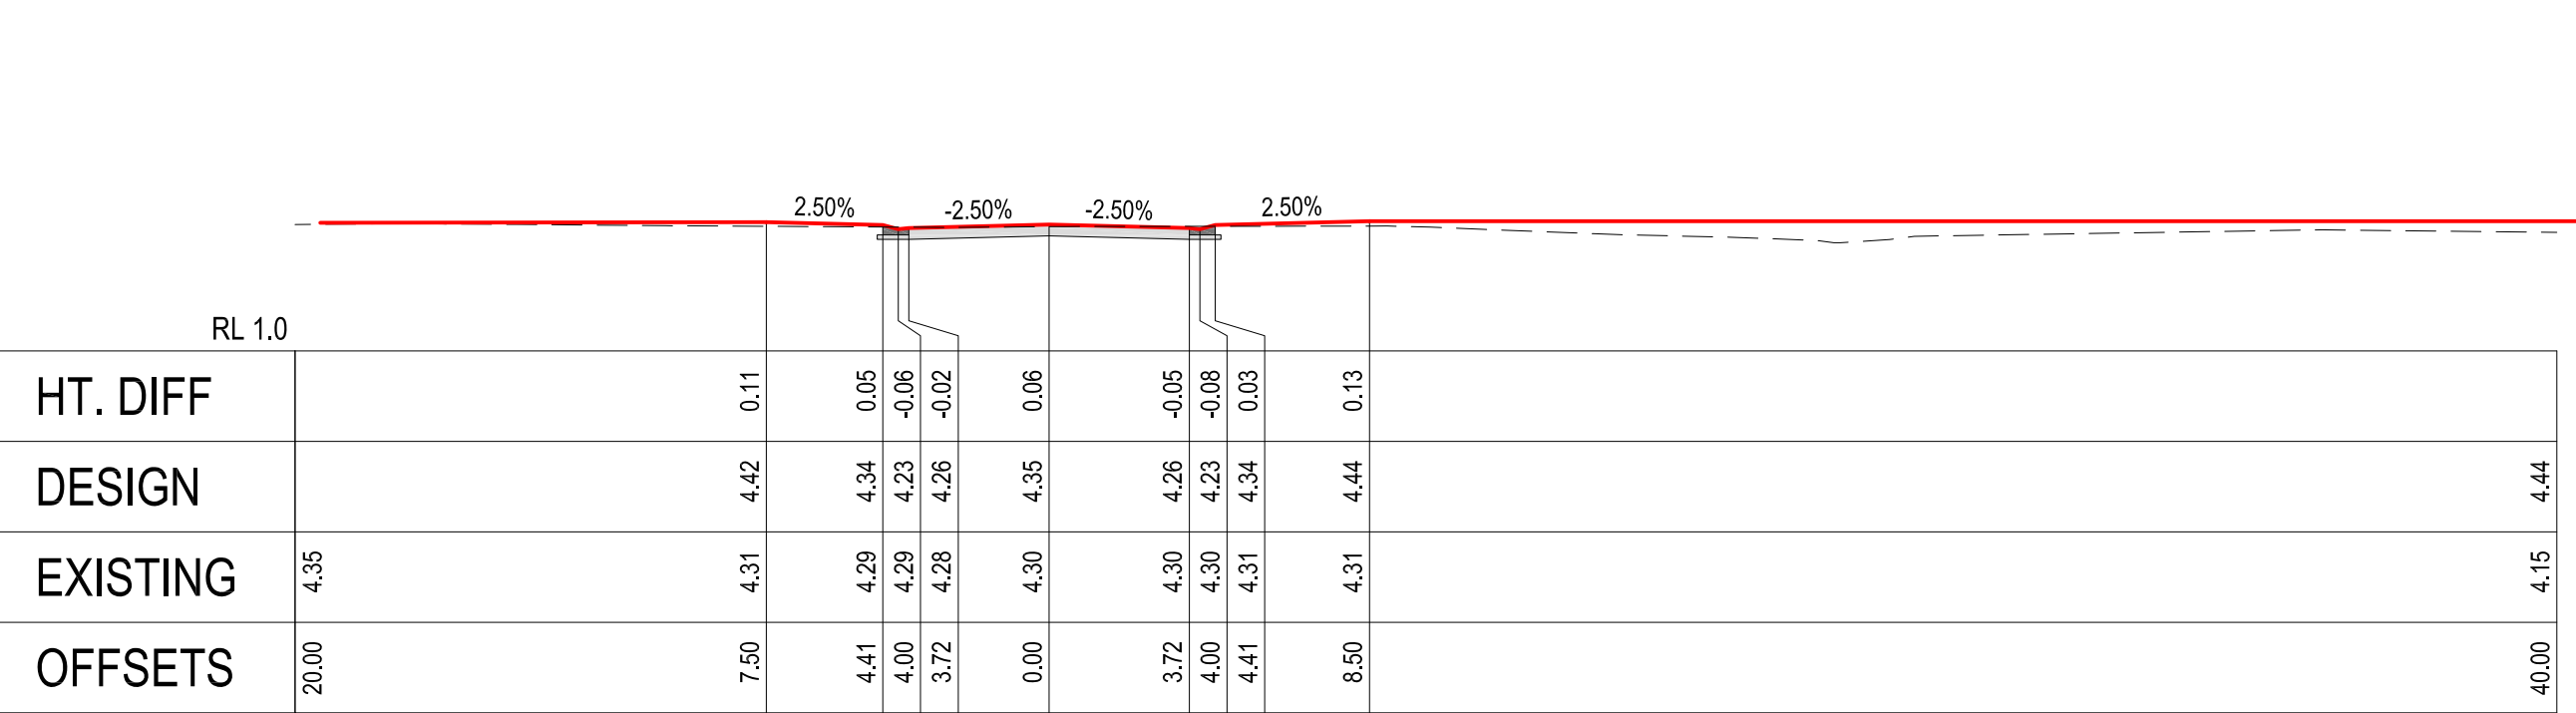 2.50% -2.50% -2.50% 2.50%
RL 1.0
HT. DIFF 0.11 0.05 -0.06 -0.02 0.06 -0.05 -0.08 0.03 0.13
DESIGN 4.42 4.34 4.23 4.26 4.35 4.26 4.23 4.34 4.44 4.44
EXISTING 4.35 4.31 4.29 4.29 4.28 4.30 4.30 4.30 4.31 4.31 4.15
OFFSETS 20.00 7.50 4.41 4.00 3.72 0.00 3.72 4.00 4.41 8.50 40.00